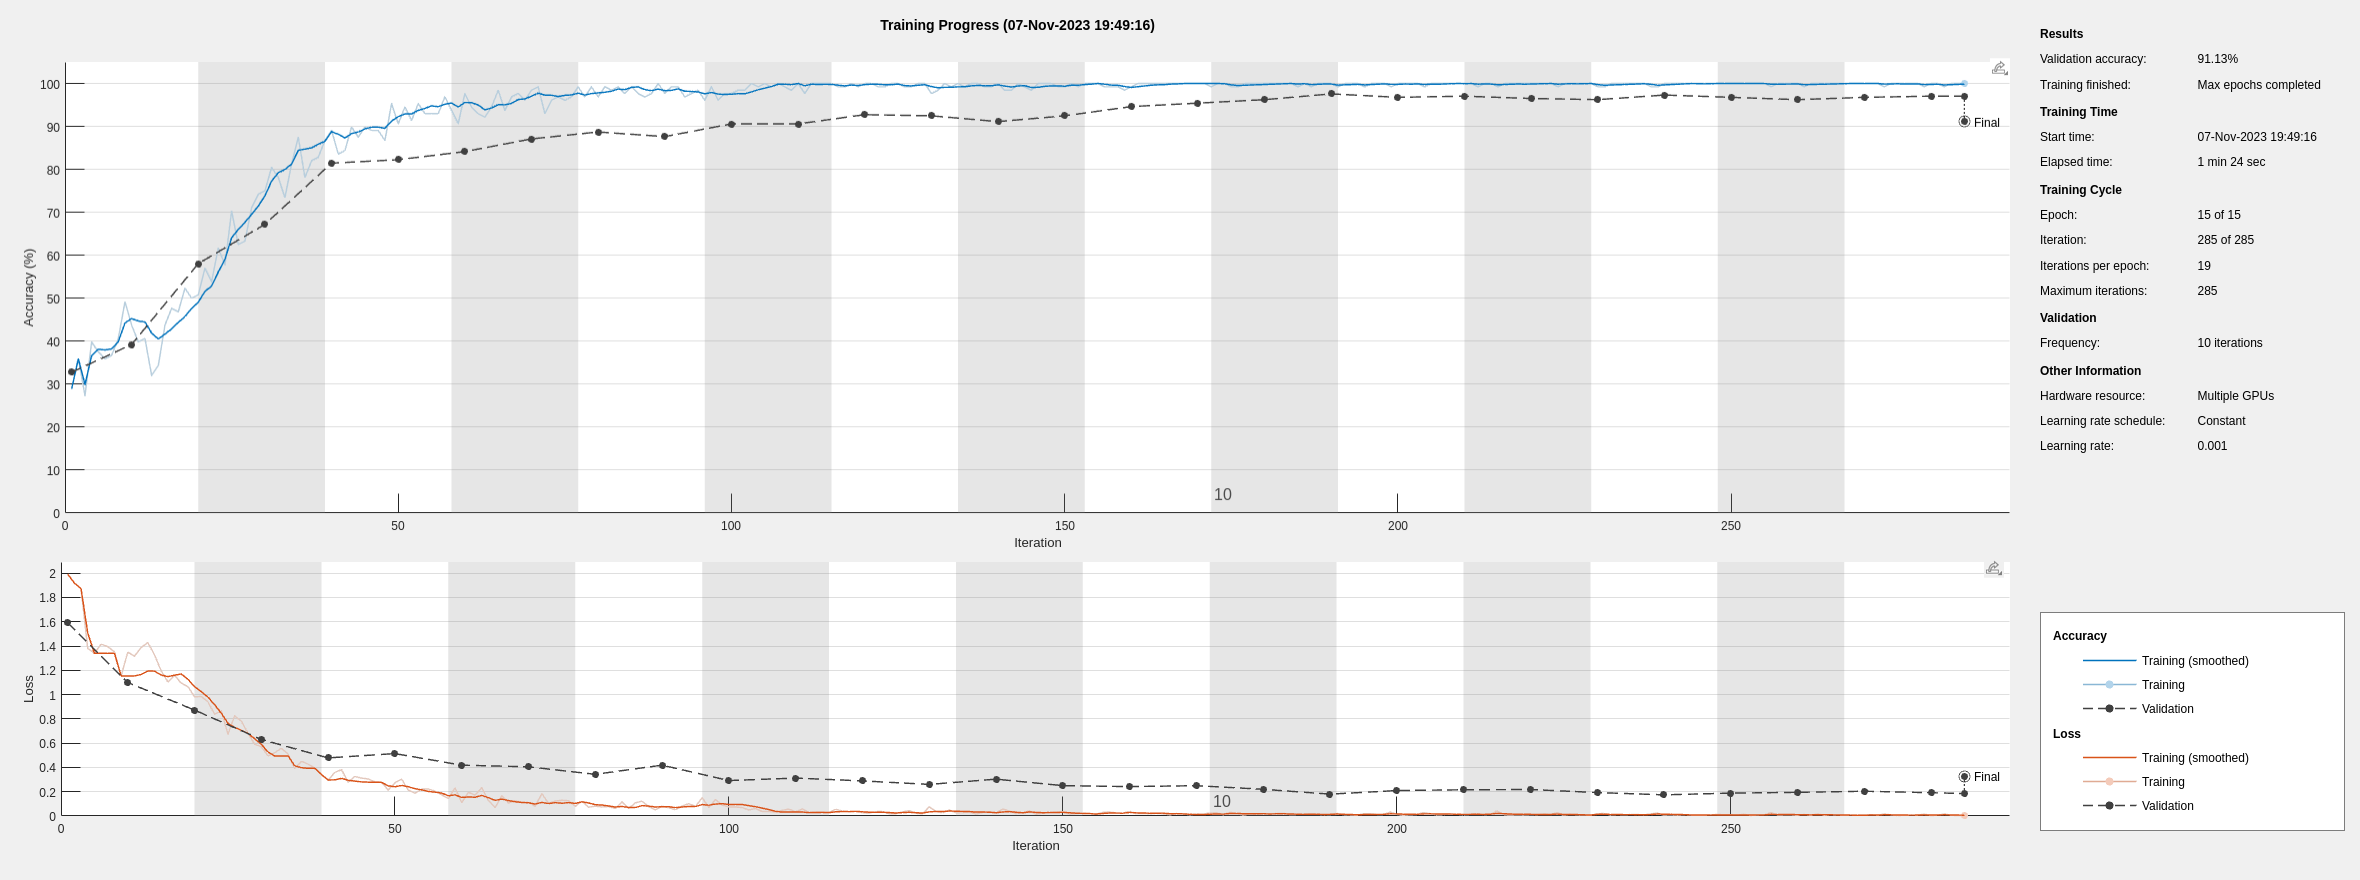 Training Progress (07-Nov-2023 19:49:16)
100
90
80
70
60
50
40
30
20
10
0
Accuracy (%)
Final
10
0 50 100 150 200 250
Iteration
2
1.8
1.6
1.4
1.2
1
0.8
0.6
0.4
0.2
0
Loss
Final
10
0 50 100 150 200 250
Iteration
Results
Validation accuracy: 91.13%
Training finished: Max epochs completed
Training Time
Start time: 07-Nov-2023 19:49:16
Elapsed time: 1 min 24 sec
Training Cycle
Epoch: 15 of 15
Iteration: 285 of 285
Iterations per epoch: 19
Maximum iterations: 285
Validation
Frequency: 10 iterations
Other Information
Hardware resource: Multiple GPUs
Learning rate schedule: Constant
Learning rate: 0.001
Accuracy
Training (smoothed)
Training
Validation
Loss
Training (smoothed)
Training
Validation